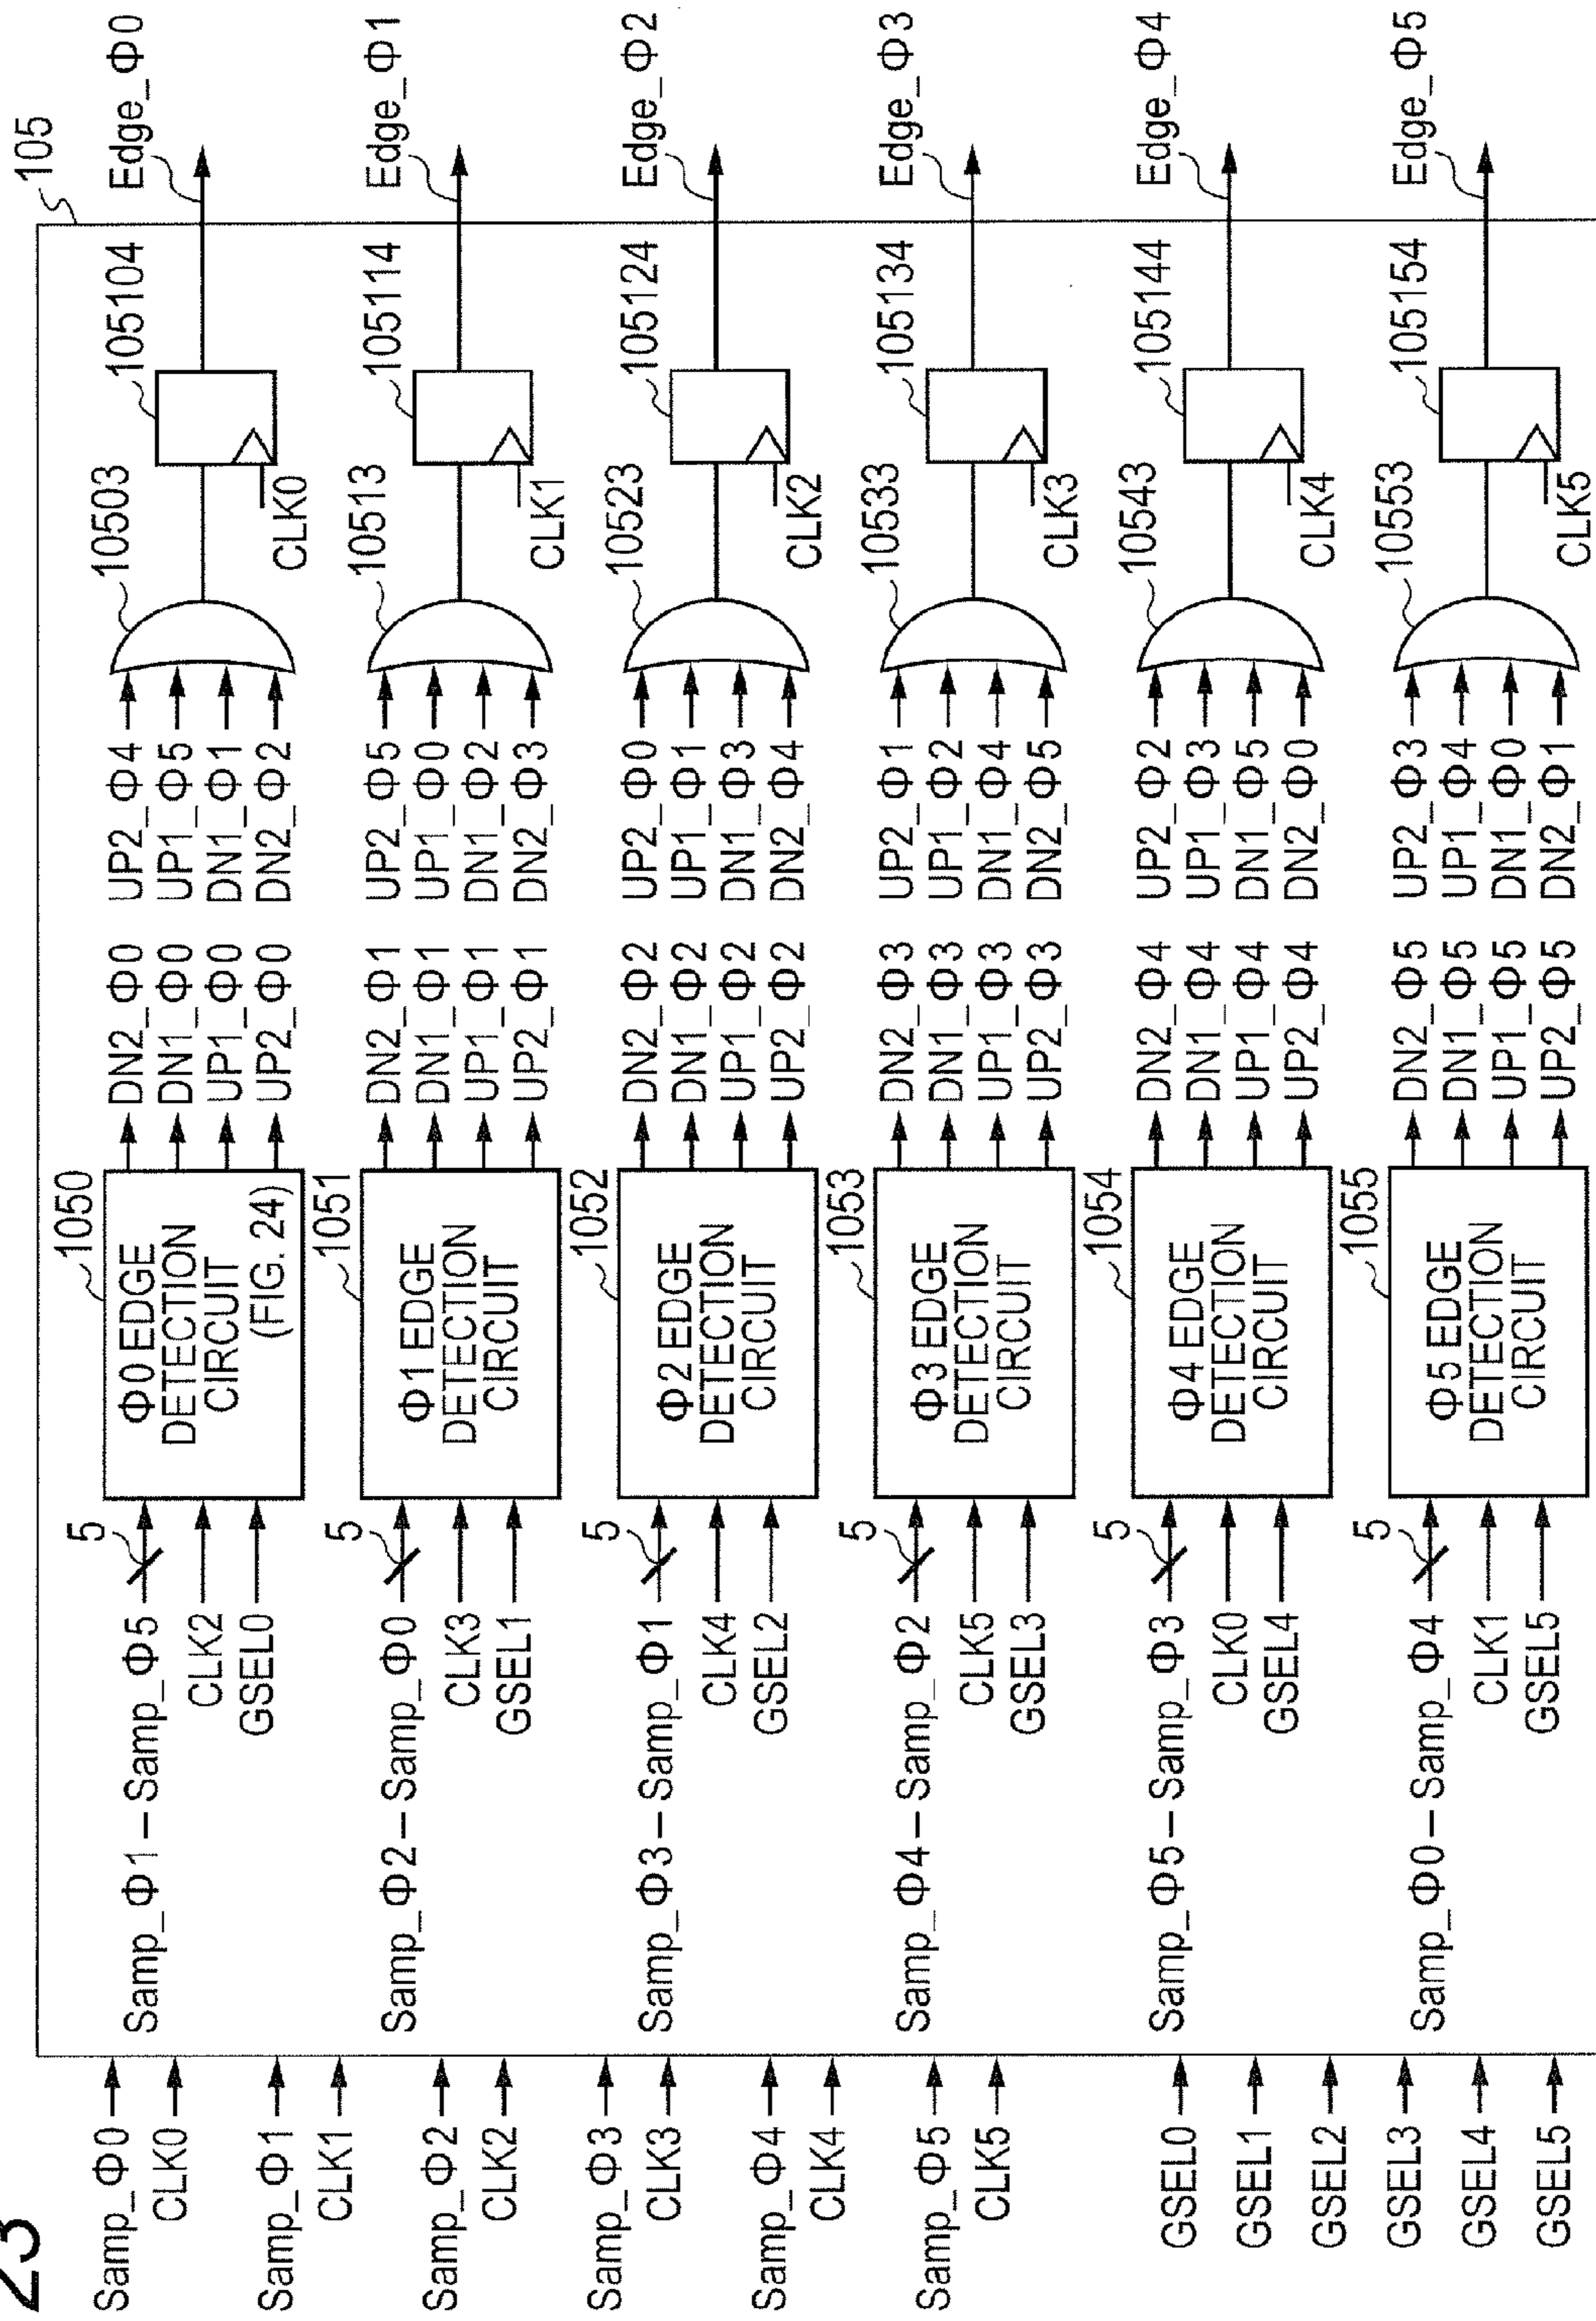 23
105
Samp_Φ0
CLK0
Samp_Φ1
CLK1
Samp_Φ2
CLK2
Samp_Φ3
CLK3
Samp_Φ4
CLK4
Samp_Φ5
CLK5
GSEL0
GSEL1
GSEL2
GSEL3
GSEL4
GSEL5
Samp_Φ1–Samp_Φ5
5
CLK2
GSEL0
1050
Φ0 EDGE
DETECTION
CIRCUIT
(FIG. 24)
DN2_Φ0
DN1_Φ0
UP1_Φ0
UP2_Φ0
UP2_Φ4
UP1_Φ5
DN1_Φ1
DN2_Φ2
10503
105104
CLK0
Edge_Φ0
Samp_Φ2–Samp_Φ0
5
CLK3
GSEL1
1051
Φ1 EDGE
DETECTION
CIRCUIT
DN2_Φ1
DN1_Φ1
UP1_Φ1
UP2_Φ1
UP2_Φ5
UP1_Φ0
DN1_Φ2
DN2_Φ3
10513
105114
CLK1
Edge_Φ1
Samp_Φ3–Samp_Φ1
5
CLK4
GSEL2
1052
Φ2 EDGE
DETECTION
CIRCUIT
DN2_Φ2
DN1_Φ2
UP1_Φ2
UP2_Φ2
UP2_Φ0
UP1_Φ1
DN1_Φ3
DN2_Φ4
10523
105124
CLK2
Edge_Φ2
Samp_Φ4–Samp_Φ2
5
CLK5
GSEL3
1053
Φ3 EDGE
DETECTION
CIRCUIT
DN2_Φ3
DN1_Φ3
UP1_Φ3
UP2_Φ3
UP2_Φ1
UP1_Φ2
DN1_Φ4
DN2_Φ5
10533
105134
CLK3
Edge_Φ3
Samp_Φ5–Samp_Φ3
5
CLK0
GSEL4
1054
Φ4 EDGE
DETECTION
CIRCUIT
DN2_Φ4
DN1_Φ4
UP1_Φ4
UP2_Φ4
UP2_Φ2
UP1_Φ3
DN1_Φ5
DN2_Φ0
10543
105144
CLK4
Edge_Φ4
Samp_Φ0–Samp_Φ4
5
CLK1
GSEL5
1055
Φ5 EDGE
DETECTION
CIRCUIT
DN2_Φ5
DN1_Φ5
UP1_Φ5
UP2_Φ5
UP2_Φ3
UP1_Φ4
DN1_Φ0
DN2_Φ1
10553
105154
CLK5
Edge_Φ5